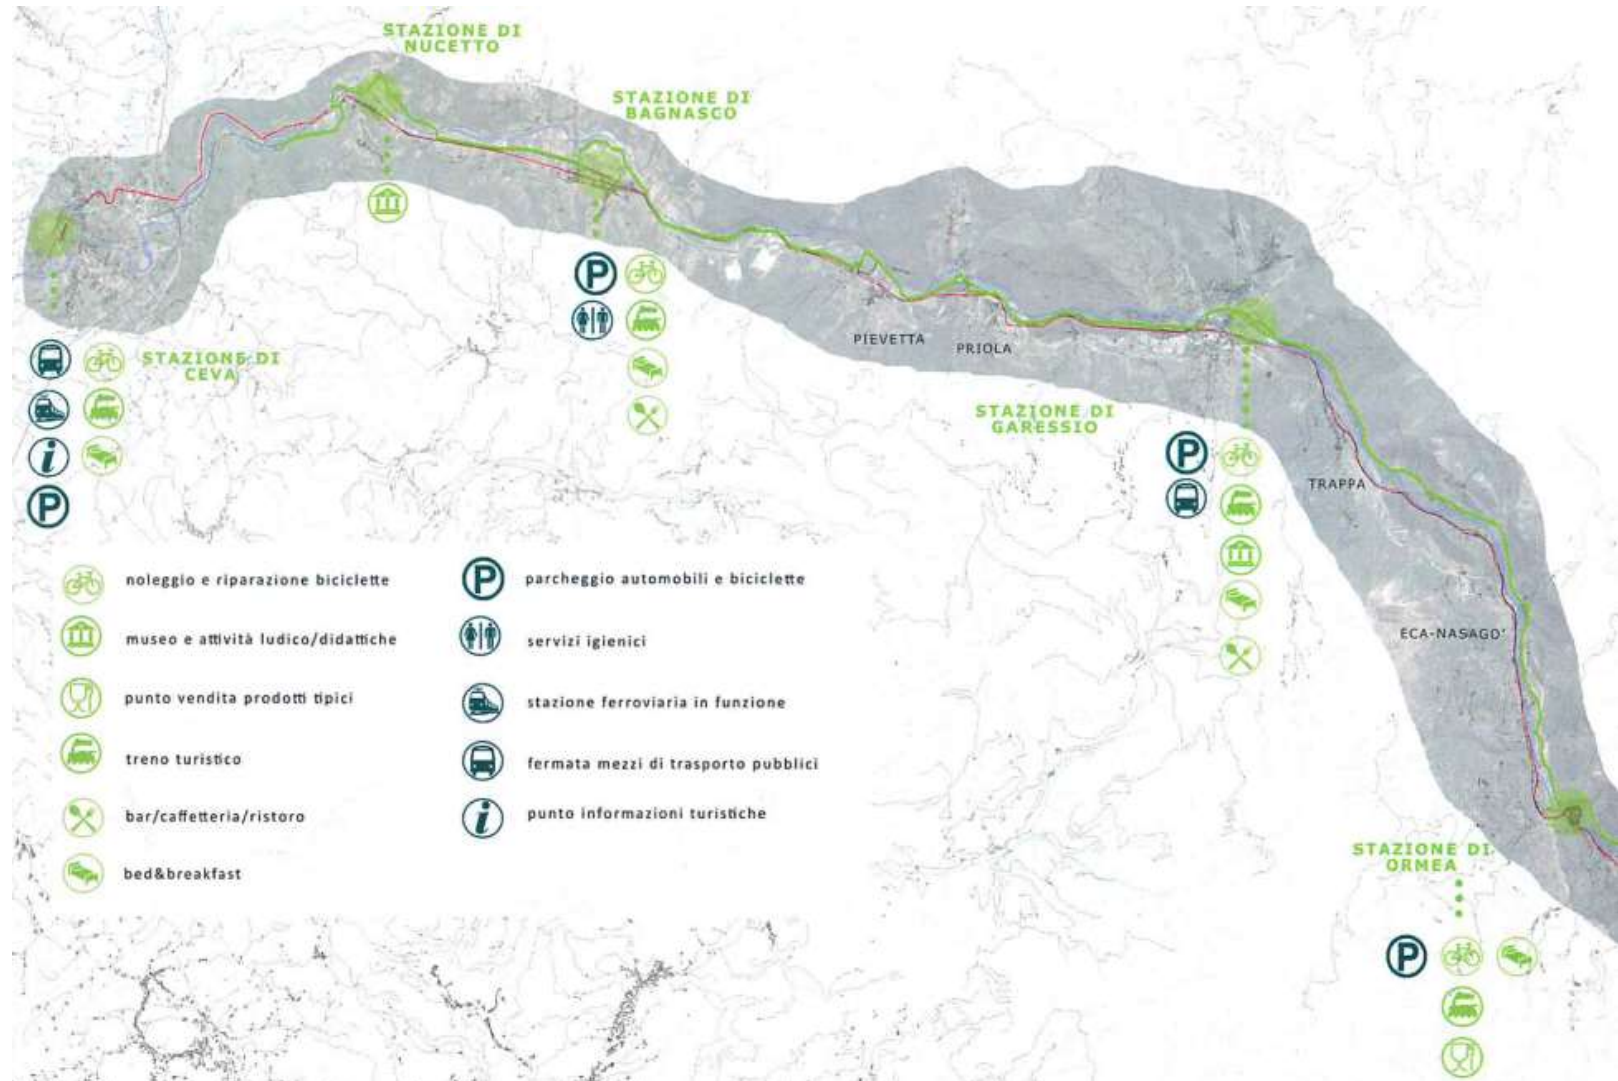 STAZIONE DI
NUCETTO
STAZIONE DI
BAGNASCO
STAZIONE DI
CEVA
PIEVETTA
PRIOLA
STAZIONE DI
GARESSIO
TRAPPA
ECA-NASAGO'
STAZIONE DI
ORMEA
P
P
i
P
P
noleggio e riparazione biciclette
museo e attività ludico/didattiche
punto vendita prodotti tipici
treno turistico
bar/caffetteria/ristoro
bed&breakfast
P
parcheggio automobili e biciclette
servizi igienici
stazione ferroviaria in funzione
fermata mezzi di trasporto pubblici
i
punto informazioni turistiche
P